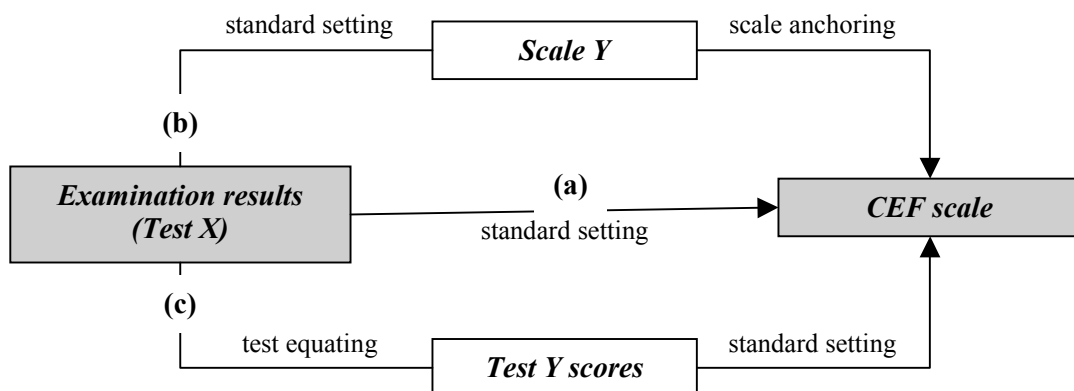 standard setting
Scale Y
scale anchoring
(b)
Examination results
(Test X)
(a)
standard setting
CEF scale
(c)
test equating
Test Y scores
standard setting